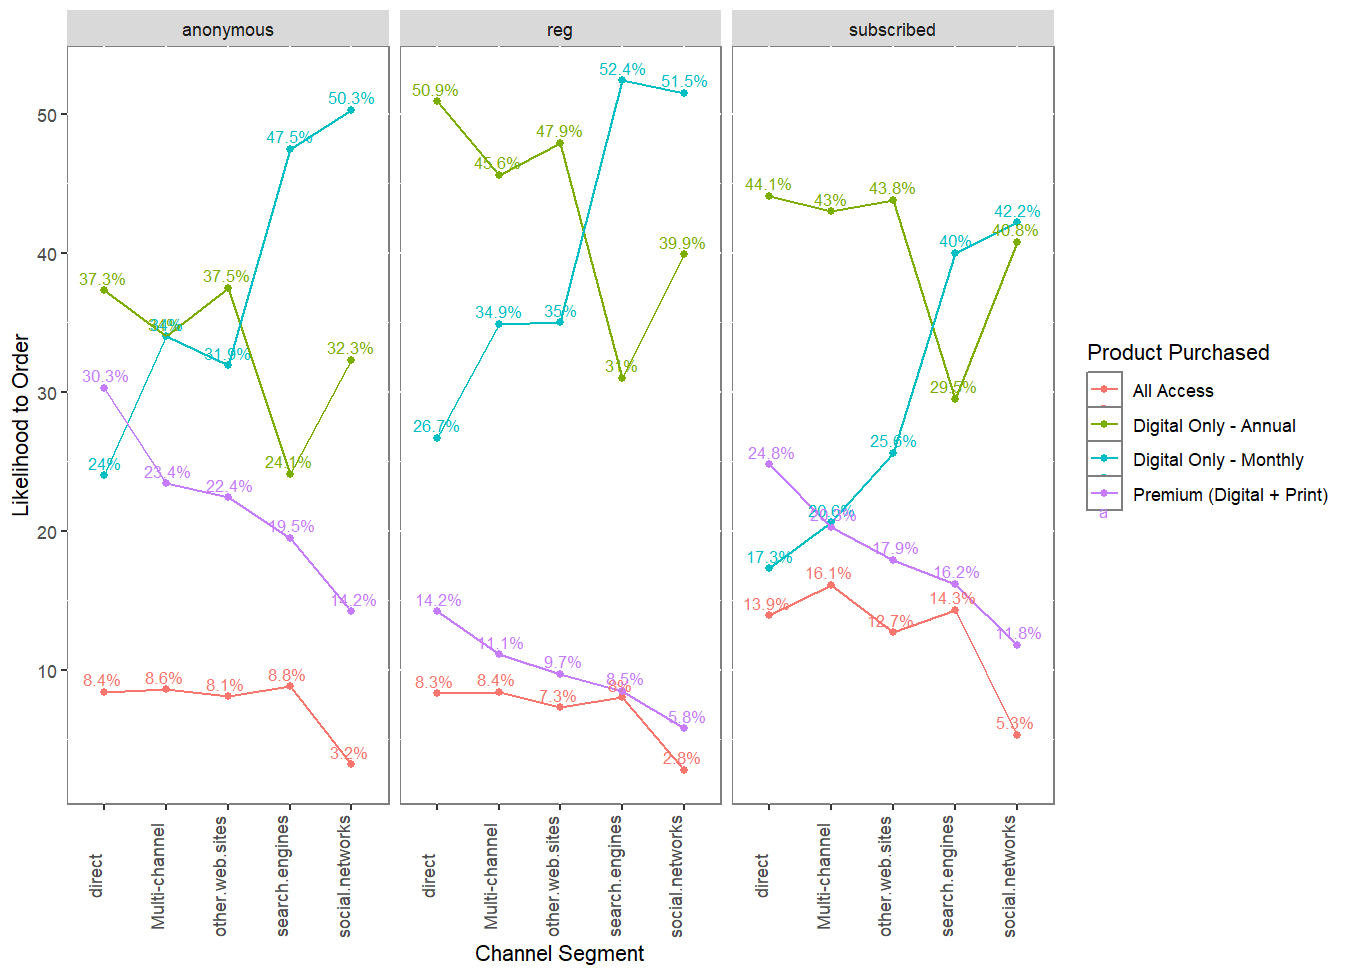 anonymous
reg
subscribed
Likelihood to Order
50
40
30
20
10
37.3%
34%
37.5%
24.1%
32.3%
24%
34%
31.9%
47.5%
50.3%
30.3%
23.4%
22.4%
19.5%
14.2%
8.4%
8.6%
8.1%
8.8%
3.2%
50.9%
45.6%
47.9%
31%
39.9%
26.7%
34.9%
35%
52.4%
51.5%
14.2%
11.1%
9.7%
8.5%
5.8%
8.3%
8.4%
7.3%
8%
2.8%
44.1%
43%
43.8%
29.5%
40.8%
17.3%
20.6%
25.6%
40%
42.2%
24.8%
20.3%
17.9%
16.2%
11.8%
13.9%
16.1%
12.7%
14.3%
5.3%
direct
Multi-channel
other.web.sites
search.engines
social.networks
direct
Multi-channel
other.web.sites
search.engines
social.networks
direct
Multi-channel
other.web.sites
search.engines
social.networks
Channel Segment
Product Purchased
All Access
Digital Only - Annual
Digital Only - Monthly
Premium (Digital + Print)
a